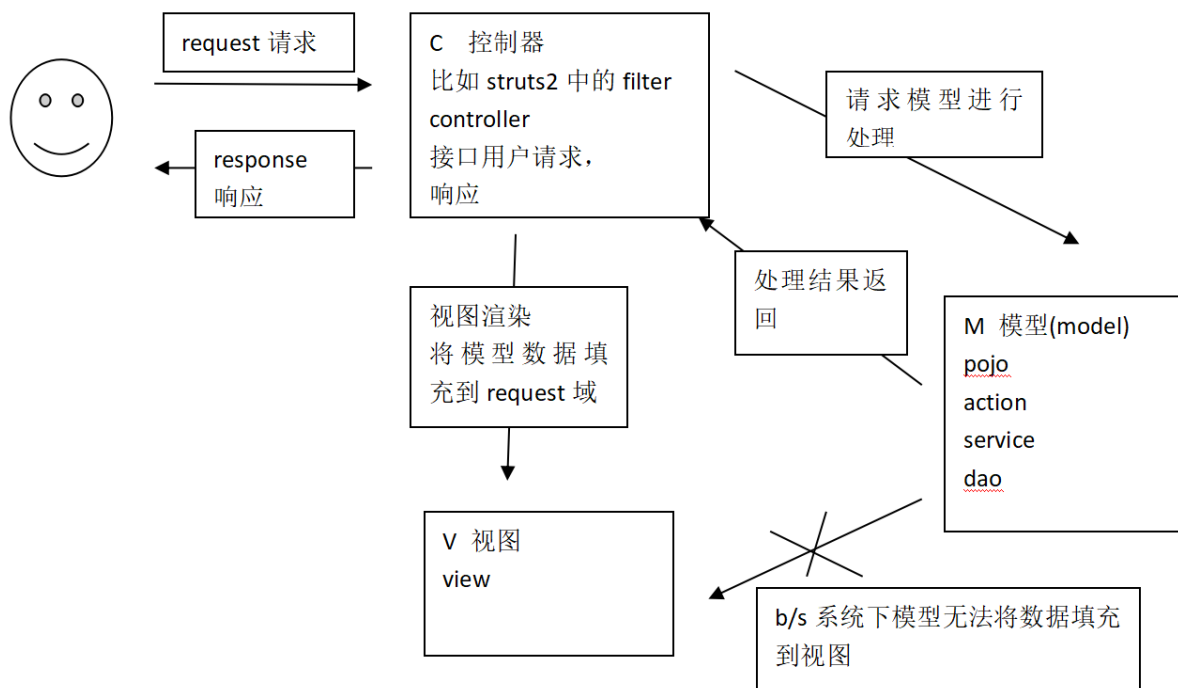 request 请求
response
响应
C 控制器
比如 struts2 中的 filter
controller
接口用户请求，
响应
请求模型进行
处理
处理结果返
回
视图渲染
将模型数据填
充到 request 域
M 模型(model)
pojo
action
service
dao
V 视图
view
b/s 系统下模型无法将数据填充
到视图